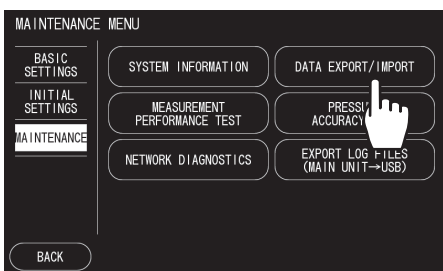 MAINTENANCE MENU
BASIC
SETTINGS
INITIAL
SETTINGS
MAINTENANCE
SYSTEM INFORMATION
DATA EXPORT/IMPORT
MEASUREMENT
PERFORMANCE TEST
ACCURACY
NETWORK DIAGNOSTICS
EXPORT LOG FILES
(MAIN UNIT→USB)
BACK